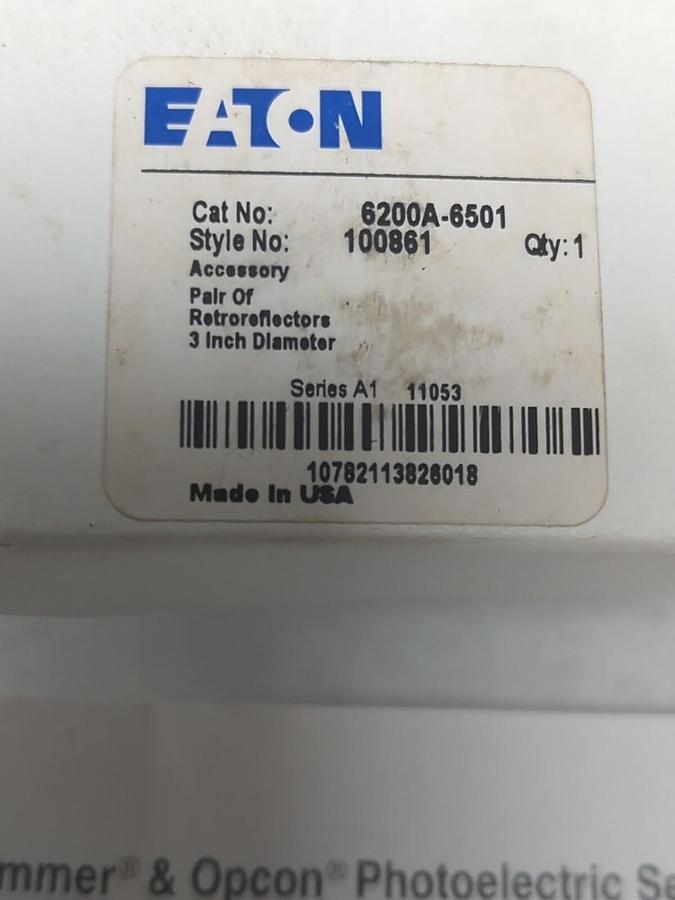 EATON
Cat No: 6200A-6501
Style No: 100861 Qty: 1
Accessory
Pair Of
Retroreflectors
3 Inch Diameter
Series A1 11053
10782113826018
Made In USA
mmer® & Opcon® Photoelectric Se